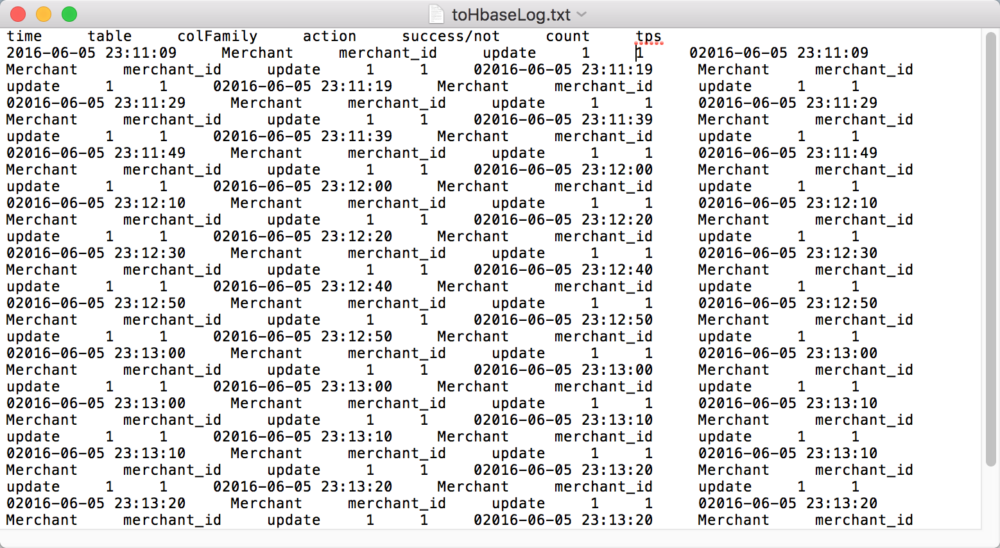 toHbaseLog.txt
time table colFamily action success/not count tps
2016-06-05 23:11:09 Merchant merchant_id update 1 1 02016-06-05 23:11:09
Merchant merchant_id update 1 1 02016-06-05 23:11:19 Merchant merchant_id
update 1 1 02016-06-05 23:11:19 Merchant merchant_id update 1 1
02016-06-05 23:11:29 Merchant merchant_id update 1 1 02016-06-05 23:11:29
Merchant merchant_id update 1 1 02016-06-05 23:11:39 Merchant merchant_id
update 1 1 02016-06-05 23:11:39 Merchant merchant_id update 1 1
02016-06-05 23:11:49 Merchant merchant_id update 1 1 02016-06-05 23:11:49
Merchant merchant_id update 1 1 02016-06-05 23:12:00 Merchant merchant_id
update 1 1 02016-06-05 23:12:00 Merchant merchant_id update 1 1
02016-06-05 23:12:10 Merchant merchant_id update 1 1 02016-06-05 23:12:10
Merchant merchant_id update 1 1 02016-06-05 23:12:20 Merchant merchant_id
update 1 1 02016-06-05 23:12:20 Merchant merchant_id update 1 1
02016-06-05 23:12:30 Merchant merchant_id update 1 1 02016-06-05 23:12:30
Merchant merchant_id update 1 1 02016-06-05 23:12:40 Merchant merchant_id
update 1 1 02016-06-05 23:12:40 Merchant merchant_id update 1 1
02016-06-05 23:12:50 Merchant merchant_id update 1 1 02016-06-05 23:12:50
Merchant merchant_id update 1 1 02016-06-05 23:12:50 Merchant merchant_id
update 1 1 02016-06-05 23:12:50 Merchant merchant_id update 1 1
02016-06-05 23:13:00 Merchant merchant_id update 1 1 02016-06-05 23:13:00
Merchant merchant_id update 1 1 02016-06-05 23:13:00 Merchant merchant_id
update 1 1 02016-06-05 23:13:00 Merchant merchant_id update 1 1
02016-06-05 23:13:00 Merchant merchant_id update 1 1 02016-06-05 23:13:10
Merchant merchant_id update 1 1 02016-06-05 23:13:10 Merchant merchant_id
update 1 1 02016-06-05 23:13:10 Merchant merchant_id update 1 1
02016-06-05 23:13:10 Merchant merchant_id update 1 1 02016-06-05 23:13:10
Merchant merchant_id update 1 1 02016-06-05 23:13:20 Merchant merchant_id
update 1 1 02016-06-05 23:13:20 Merchant merchant_id update 1 1
02016-06-05 23:13:20 Merchant merchant_id update 1 1 02016-06-05 23:13:20
Merchant merchant_id update 1 1 02016-06-05 23:13:20 Merchant merchant_id